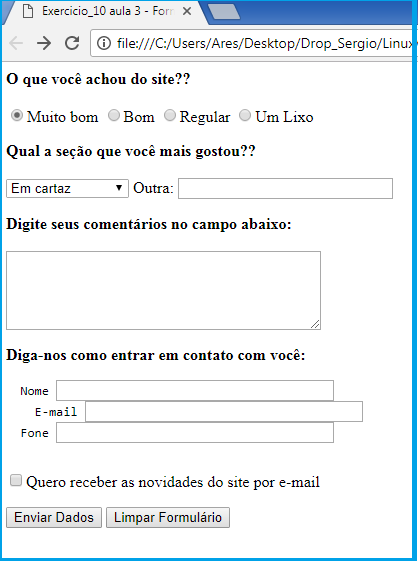 Exercicio_10 aula 3 - Forn
file:///C:/Users/Ares/Desktop/Drop_Sergio/Linux
O que você achou do site??
Muito bom Bom Regular Um Lixo
Qual a seção que você mais gostou??
Em cartaz Outra:
Digite seus comentários no campo abaixo:
Diga-nos como entrar em contato com você:
Nome
E-mail
Fone
Quero receber as novidades do site por e-mail
Enviar Dados Limpar Formulário